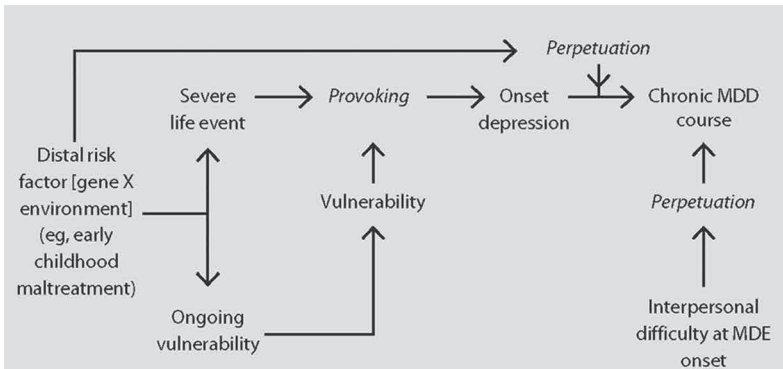 Perpetuation
Severe
life event
Provoking
Onset
depression
Chronic MDD
course
Distal risk
factor [gene X
environment]
(eg, early
childhood
maltreatment)
Vulnerability
Perpetuation
Ongoing
vulnerability
Interpersonal
difficulty at MDE
onset